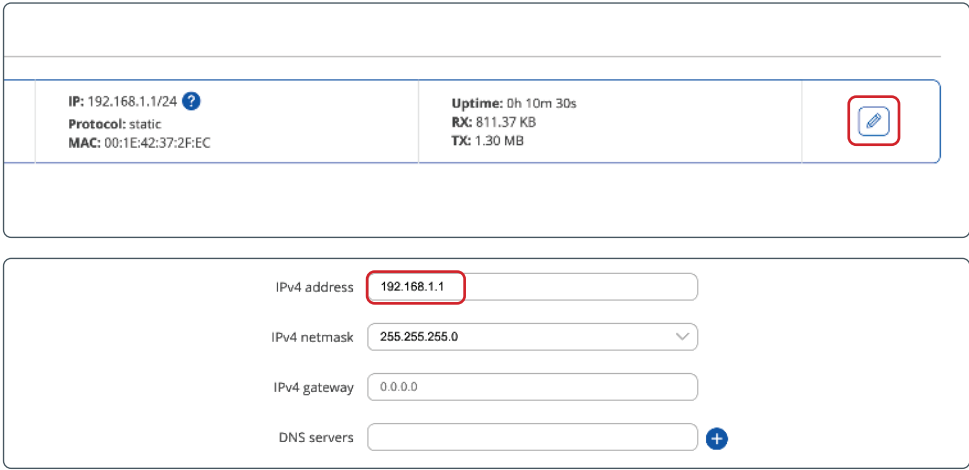 IP: 192.168.1.1/24 ?
Protocol: static
MAC: 00:1E:42:37:2F:EC
Uptime: 0h 10m 30s
RX: 811.37 KB
TX: 1.30 MB
IPv4 address 192.168.1.1
IPv4 netmask 255.255.255.0
IPv4 gateway 0.0.0.0
DNS servers